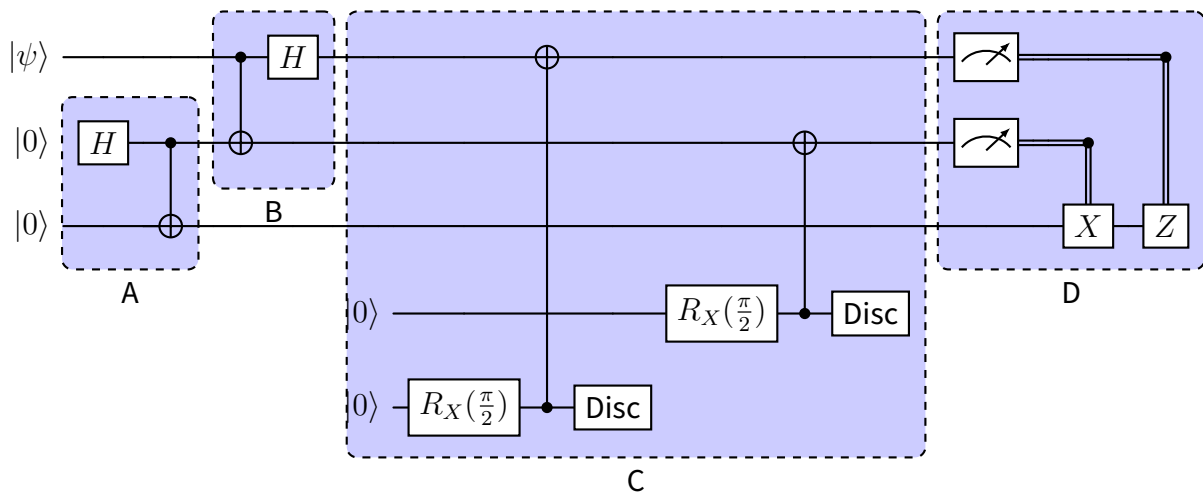 |ψ⟩ H
|0⟩ H
B
|0⟩ X Z
A D
|0⟩ R_X(π/2) Disc
|0⟩ R_X(π/2) Disc
C